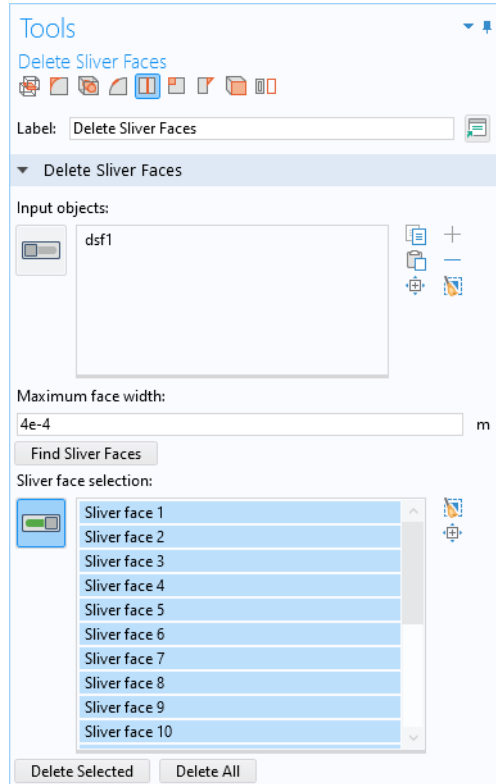 Tools
Delete Sliver Faces
Label: Delete Sliver Faces
Delete Sliver Faces
Input objects:
dsf1
Maximum face width:
4e-4 m
Find Sliver Faces
Sliver face selection:
Sliver face 1
Sliver face 2
Sliver face 3
Sliver face 4
Sliver face 5
Sliver face 6
Sliver face 7
Sliver face 8
Sliver face 9
Sliver face 10
Delete Selected Delete All